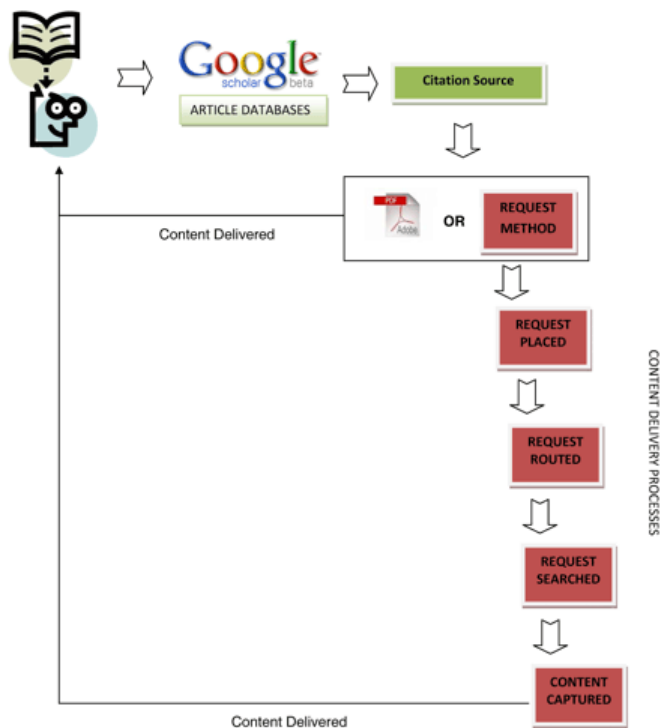 Google
scholar beta
ARTICLE DATABASES
Citation Source
PDF
Adobe
OR
REQUEST
METHOD
Content Delivered
REQUEST
PLACED
REQUEST
ROUTED
REQUEST
SEARCHED
CONTENT
CAPTURED
Content Delivered
CONTENT DELIVERY PROCESSES